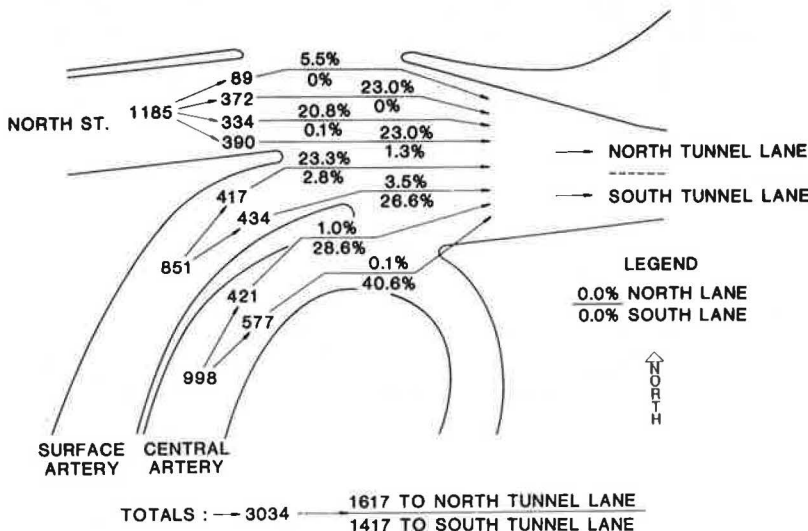 5.5%
89
0%
23.0%
372
0%
1185
20.8%
NORTH ST.
334
0.1%
23.0%
390
1.3%
23.3%
2.8%
NORTH TUNNEL LANE
417
3.5%
26.6%
SOUTH TUNNEL LANE
434
1.0%
28.6%
851
0.1%
40.6%
421
577
998
LEGEND
0.0% NORTH LANE
0.0% SOUTH LANE
NORTH
SURFACE ARTERY
CENTRAL ARTERY
TOTALS : 3034
1617 TO NORTH TUNNEL LANE
1417 TO SOUTH TUNNEL LANE